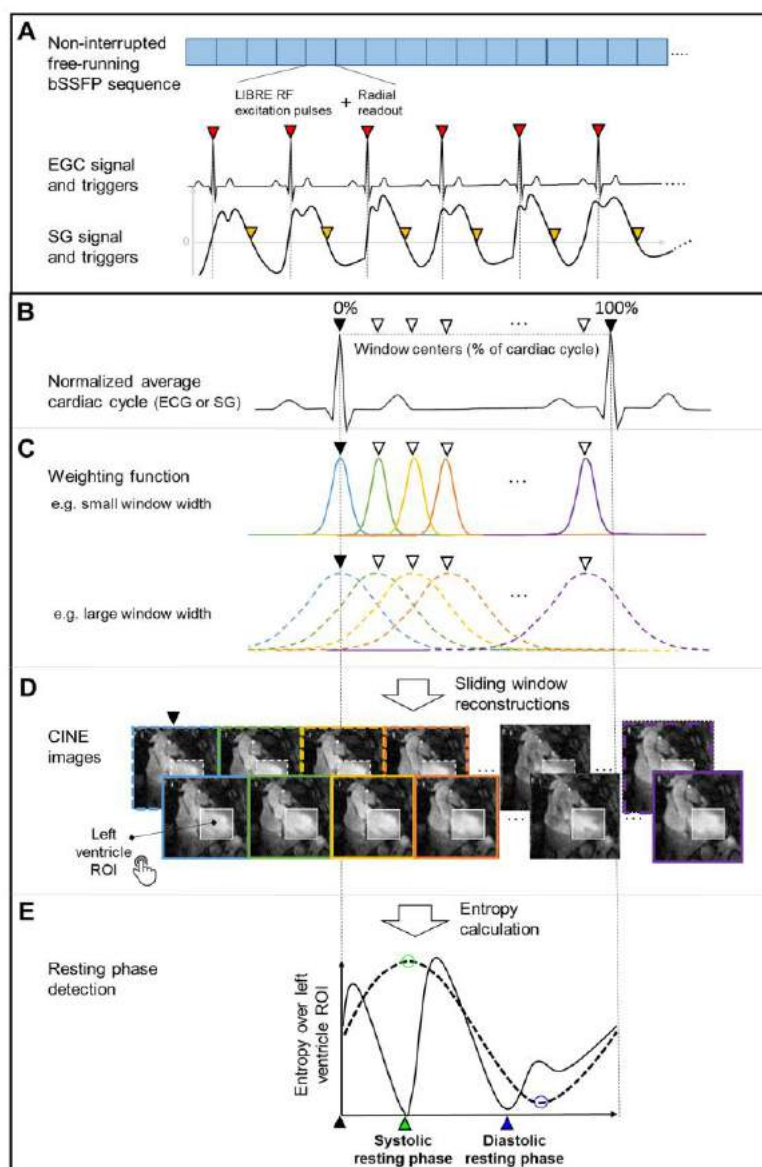 A
Non-interrupted
free-running
bSSFP sequence
....
LIBRE RF
excitation pulses
+
Radial
readout
EGC signal
and triggers
....
SG signal
and triggers
0
....
B
0%
100%
...
Window centers (% of cardiac cycle)
Normalized average
cardiac cycle (ECG or SG)
C
Weighting function
e.g. small window width
...
e.g. large window width
...
D
Sliding window
reconstructions
CINE
images
...
...
Left
ventricle
ROI
...
...
E
Entropy
calculation
Resting phase
detection
Entropy over left
ventricle ROI
Systolic
resting phase
Diastolic
resting phase